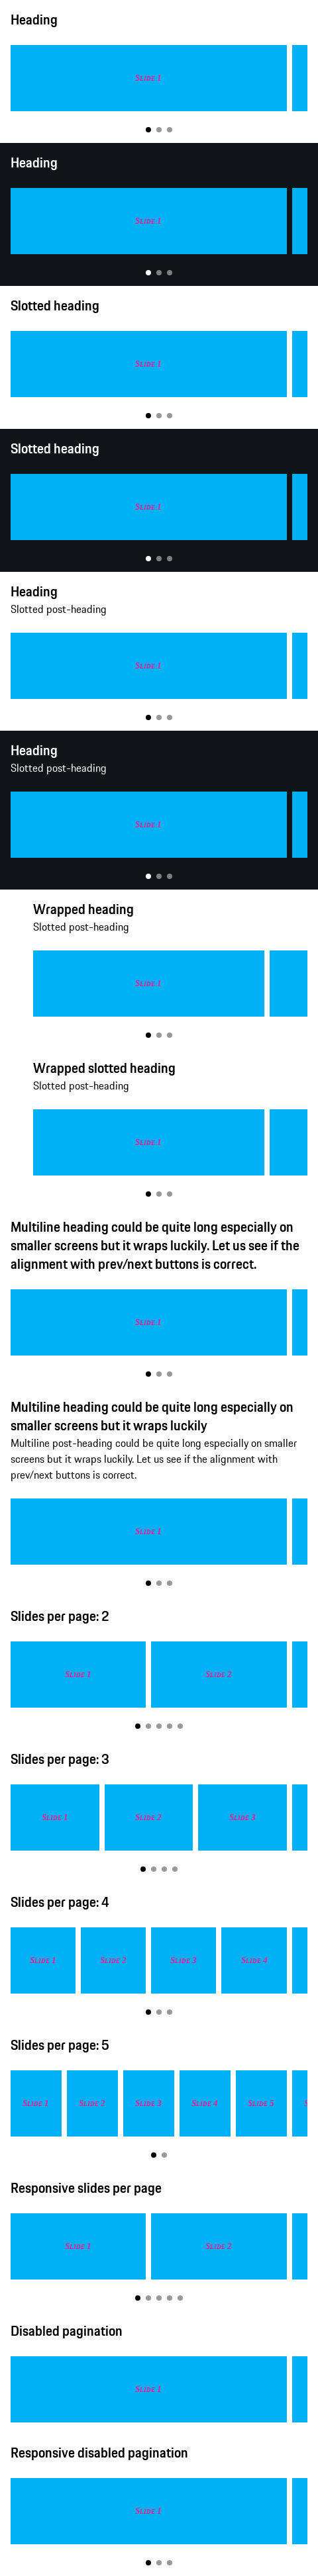 Heading
Slide 1
Heading
Slide 1
Slotted heading
Slide 1
Slotted heading
Slide 1
Heading
Slotted post-heading
Slide 1
Heading
Slotted post-heading
Slide 1
Wrapped heading
Slotted post-heading
Slide 1
Wrapped slotted heading
Slotted post-heading
Slide 1
Multiline heading could be quite long especially on
smaller screens but it wraps luckily. Let us see if the
alignment with prev/next buttons is correct.
Slide 1
Multiline heading could be quite long especially on
smaller screens but it wraps luckily
Multiline post-heading could be quite long especially on smaller
screens but it wraps luckily. Let us see if the alignment with
prev/next buttons is correct.
Slide 1
Slides per page: 2
Slide 1 Slide 2
Slides per page: 3
Slide 1 Slide 2 Slide 3
Slides per page: 4
Slide 1 Slide 2 Slide 3 Slide 4
Slides per page: 5
Slide 1 Slide 2 Slide 3 Slide 4 Slide 5
Responsive slides per page
Slide 1 Slide 2
Disabled pagination
Slide 1
Responsive disabled pagination
Slide 1